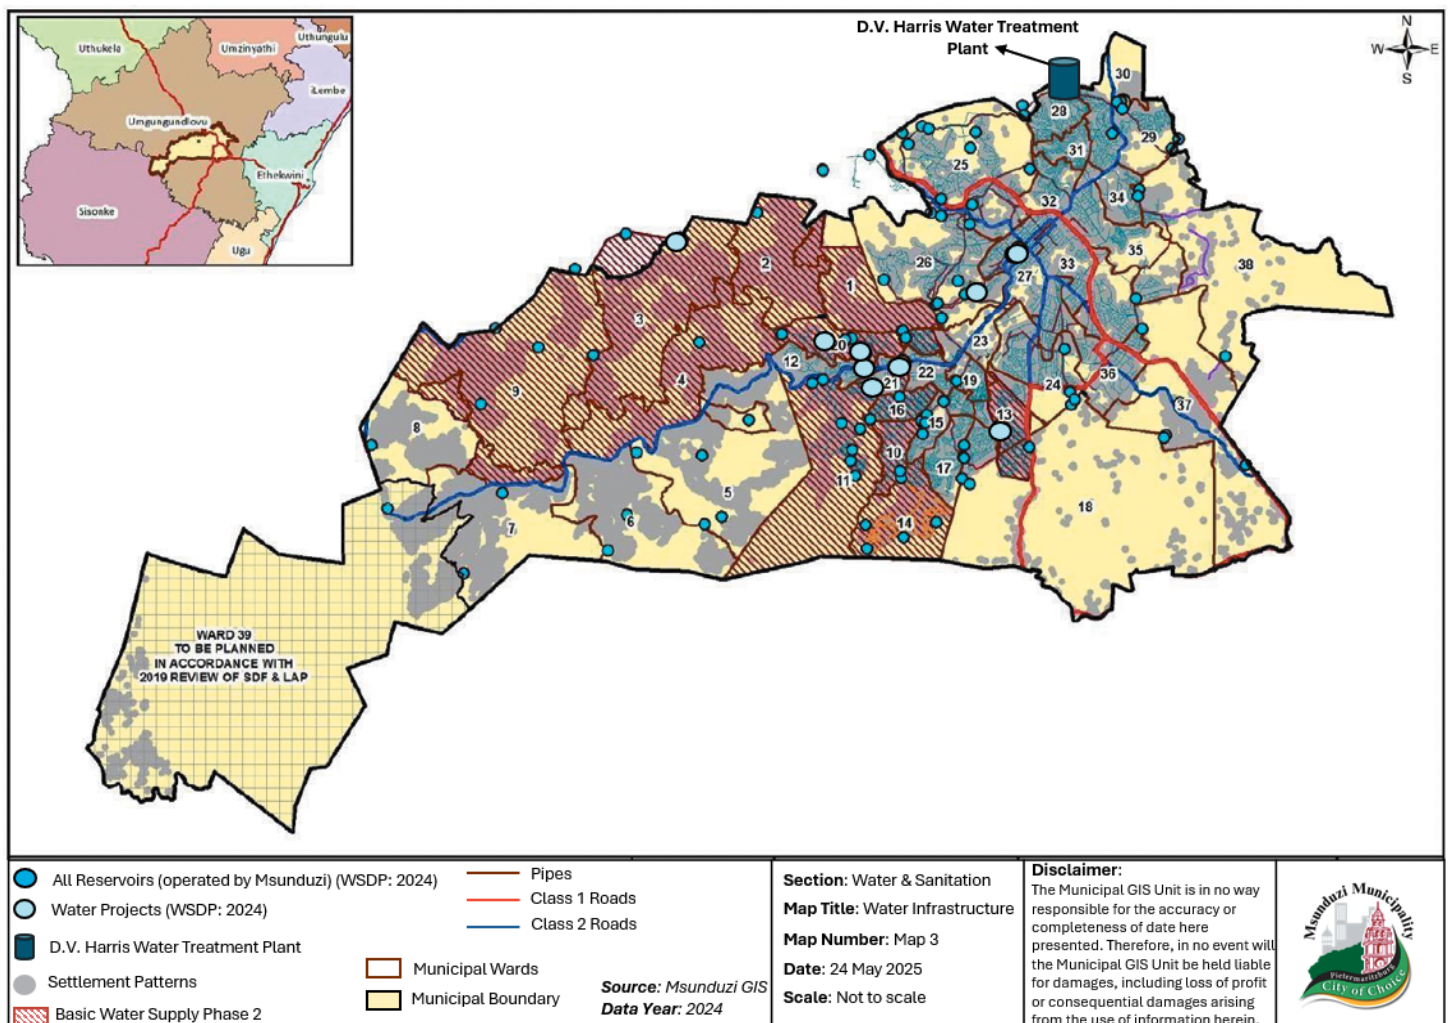 D.V. Harris Water Treatment
Plant
N
W
E
S
Uthukela
Umzinyathi
Uthungulu
iLembe
Umgungundlovu
Ethekwini
Sisonke
Ugu
30
28
29
31
25
34
32
35
38
26
33
27
2
1
3
20
23
12
22
36
4
21
19
24
9
16
13
37
8
15
10
17
11
5
18
14
6
7
WARD 39
TO BE PLANNED
IN ACCORDANCE WITH
2019 REVIEW OF SDF & LAP
All Reservoirs (operated by Msunduzi) (WSDP: 2024)
Water Projects (WSDP: 2024)
D.V. Harris Water Treatment Plant
Settlement Patterns
Basic Water Supply Phase 2
Pipes
Class 1 Roads
Class 2 Roads
Municipal Wards
Municipal Boundary
Source: Msunduzi GIS
Data Year: 2024
Section: Water & Sanitation
Map Title: Water Infrastructure
Map Number: Map 3
Date: 24 May 2025
Scale: Not to scale
Disclaimer:
The Municipal GIS Unit is in no way
responsible for the accuracy or
completeness of date here
presented. Therefore, in no event will
the Municipal GIS Unit be held liable
for damages, including loss of profit
or consequential damages arising
from the use of information herein.
Msunduzi Municipality
Pietermaritzburg
City of Choice